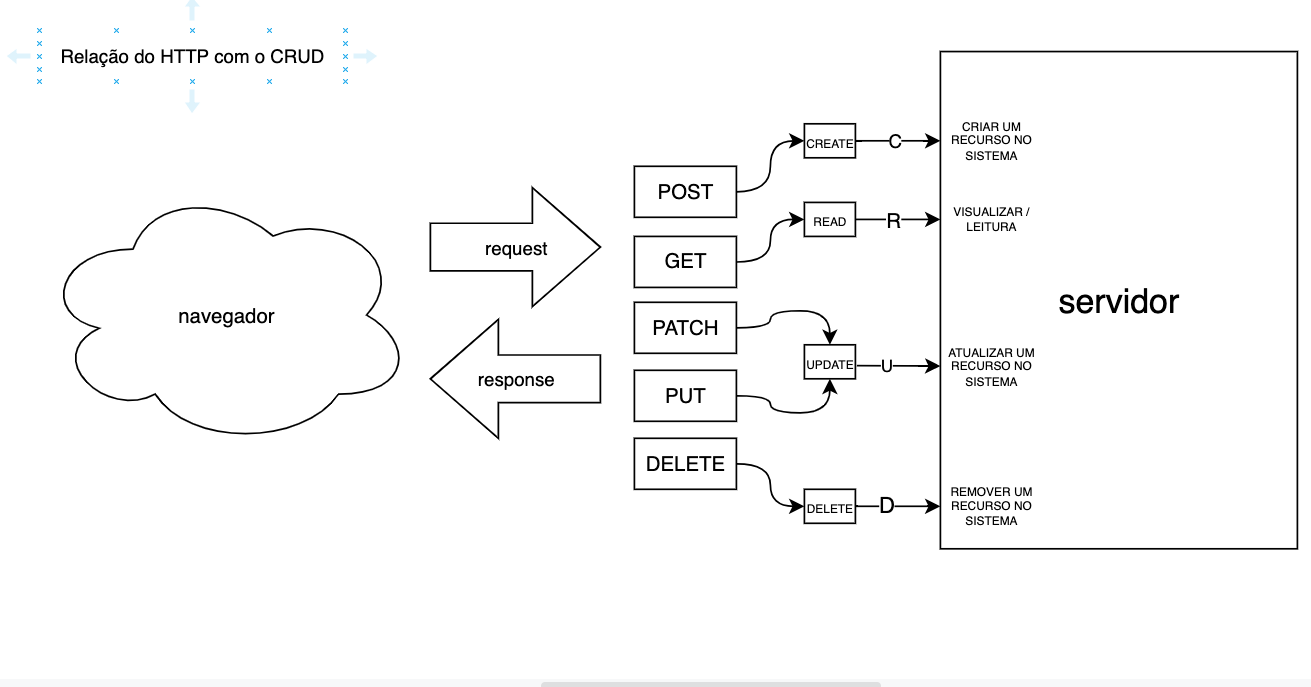 Relação do HTTP com o CRUD
navegador
request
response
POST
GET
PATCH
PUT
DELETE
CREATE
READ
UPDATE
DELETE
C
R
U
D
CRIAR UM
RECURSO NO
SISTEMA
VISUALIZAR /
LEITURA
ATUALIZAR UM
RECURSO NO
SISTEMA
REMOVER UM
RECURSO NO
SISTEMA
servidor